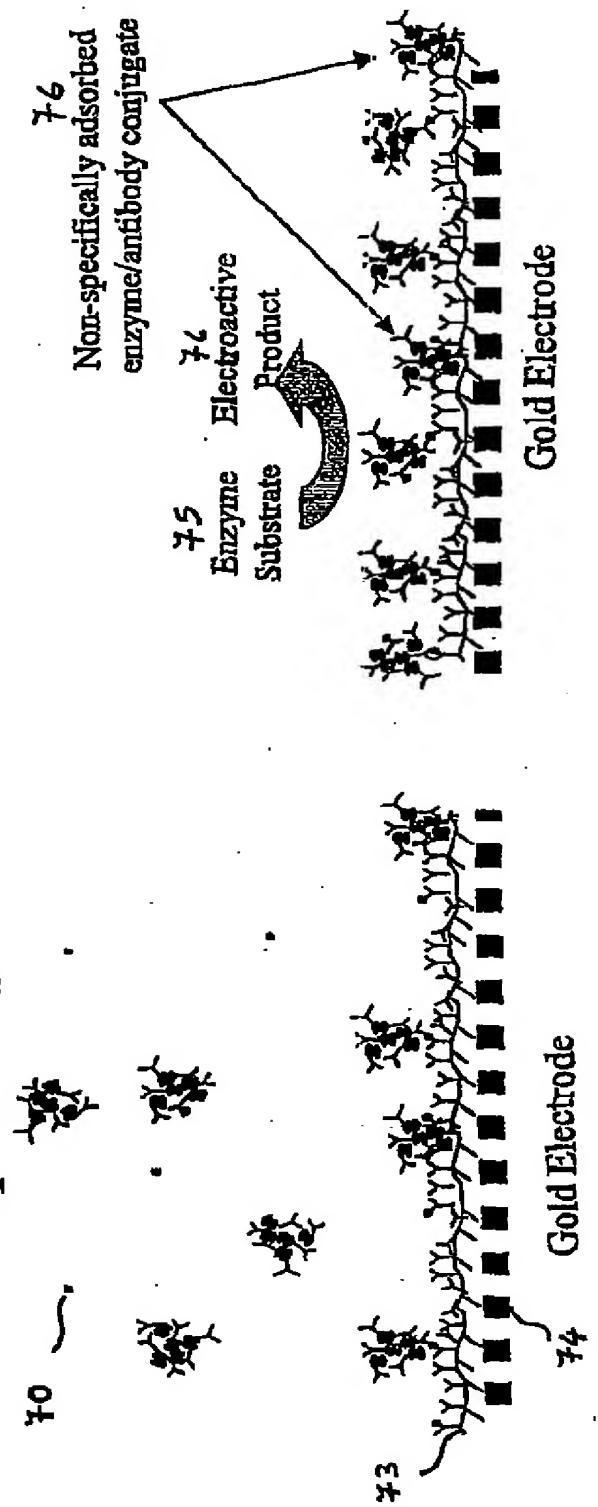 70
73
74
Gold Electrode
76
Non-specifically adsorbed
enzyme/antibody conjugate
75
Enzyme
Substrate
76
Electroactive
Product
Gold Electrode